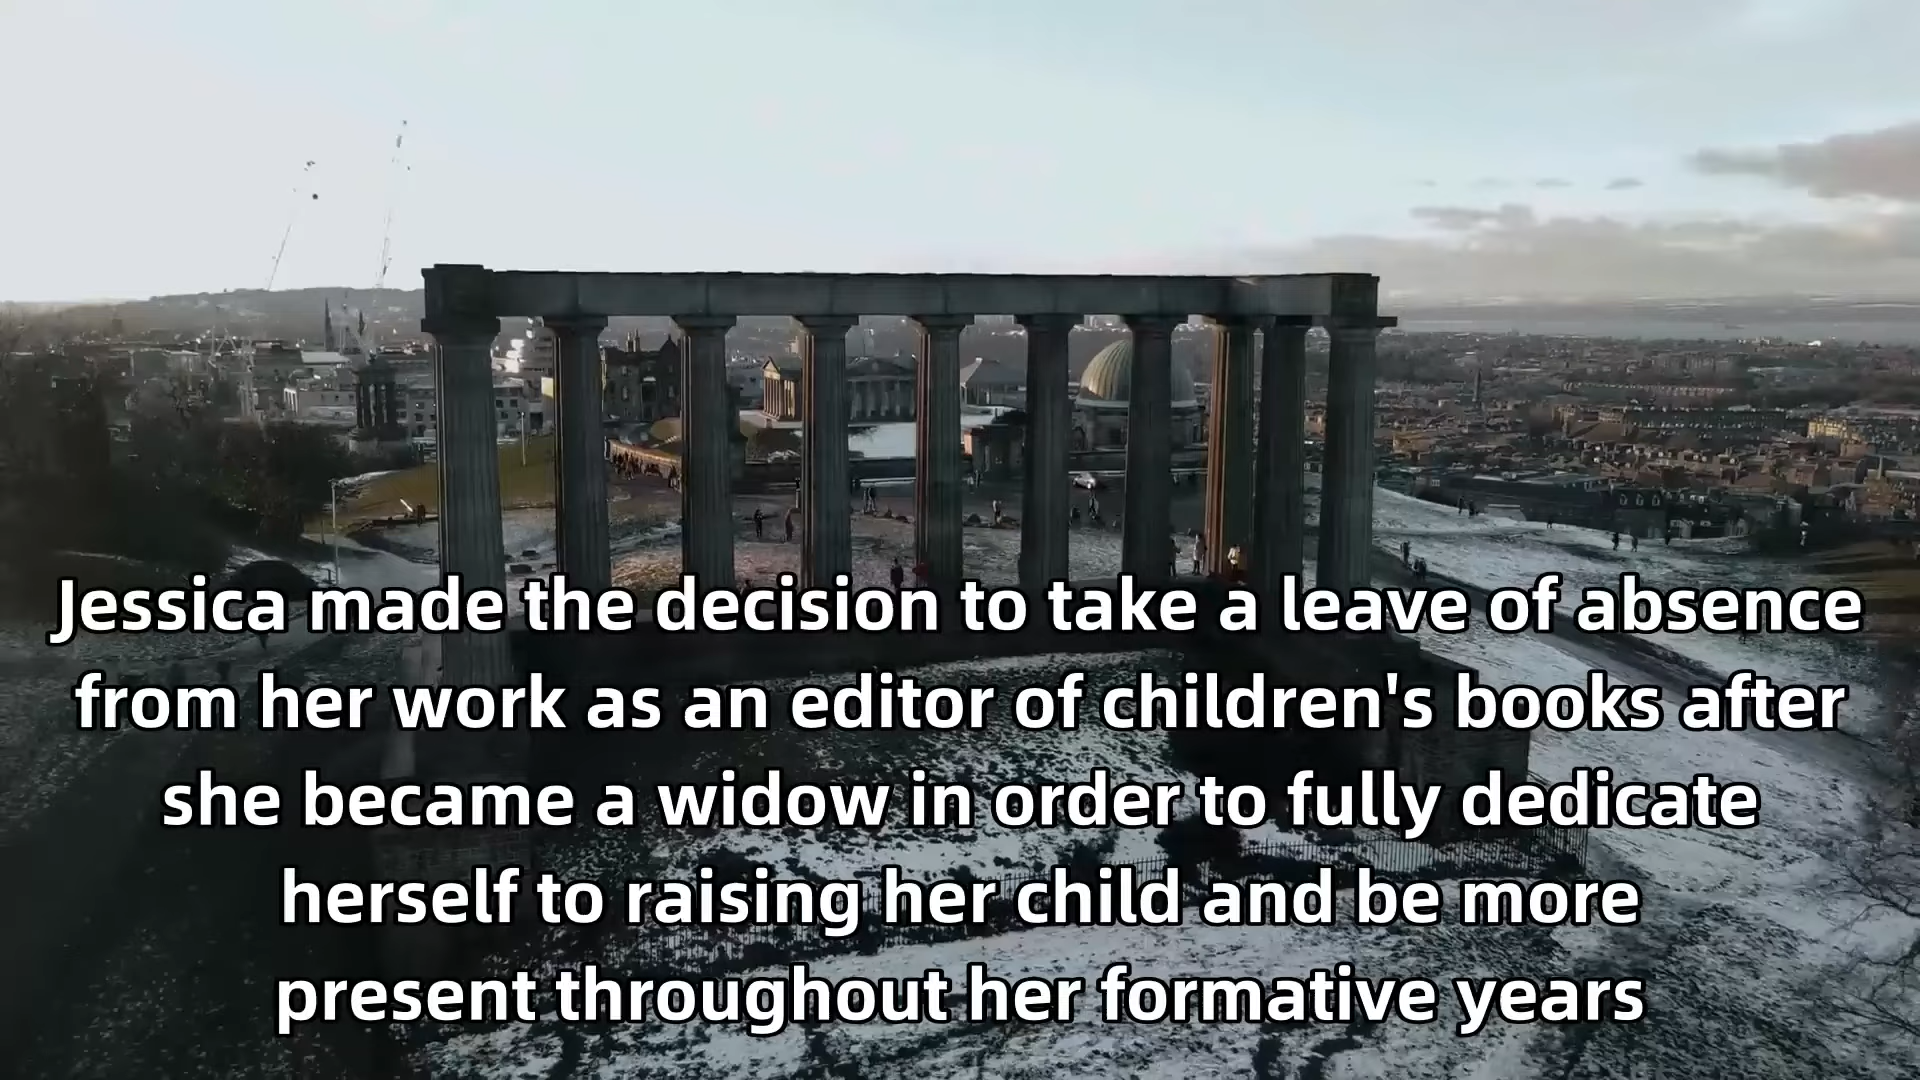 Jessica made the decision to take a leave of absence
from her work as an editor of children's books after
she became a widow in order to fully dedicate
herself to raising her child and be more
present throughout her formative years